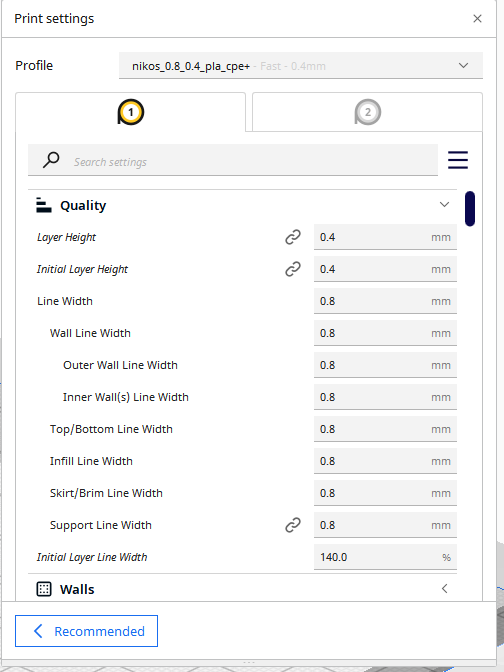 Print settings
Profile nikos_0.8_0.4_pla_cpe+ - Fast - 0.4mm
1 2
Search settings
Quality
Layer Height 0.4 mm
Initial Layer Height 0.4 mm
Line Width 0.8 mm
Wall Line Width 0.8 mm
Outer Wall Line Width 0.8 mm
Inner Wall(s) Line Width 0.8 mm
Top/Bottom Line Width 0.8 mm
Infill Line Width 0.8 mm
Skirt/Brim Line Width 0.8 mm
Support Line Width 0.8 mm
Initial Layer Line Width 140.0 %
Walls
Recommended